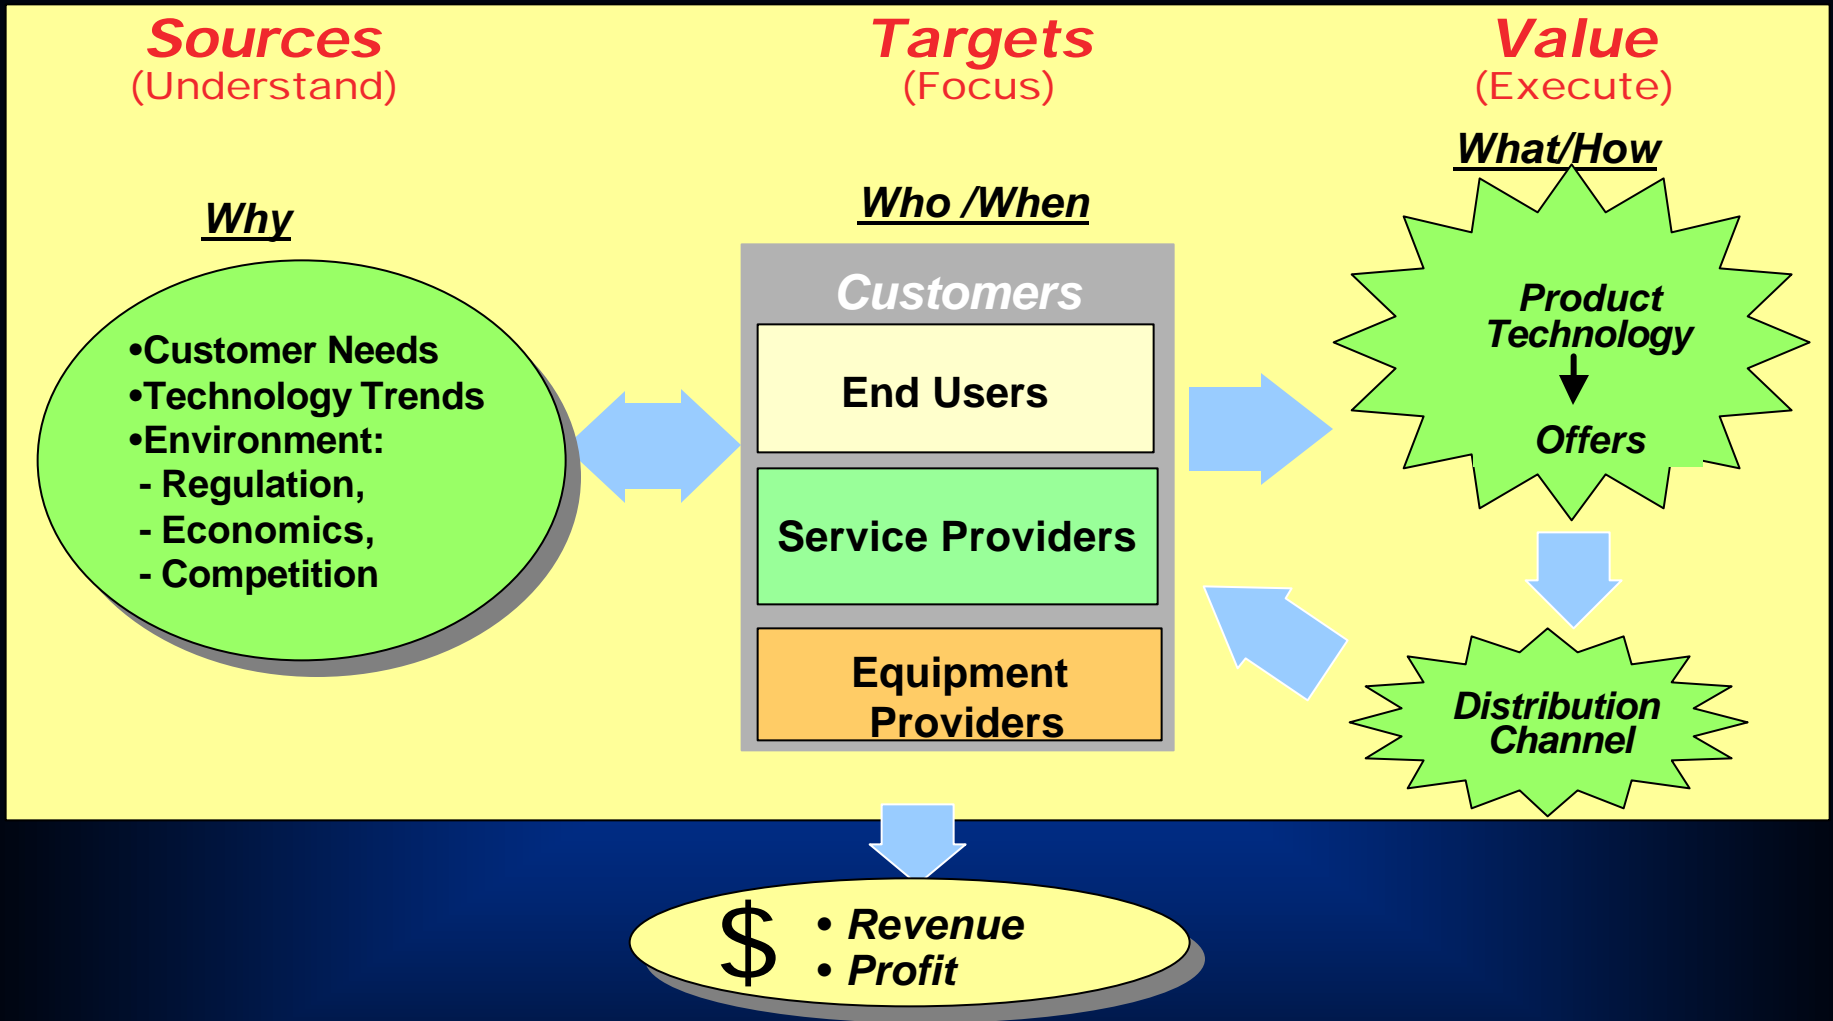 Sources
(Understand)
Why
•Customer Needs
•Technology Trends
•Environment:
- Regulation,
- Economics,
- Competition
Targets
(Focus)
Who /When
Customers
End Users
Service Providers
Equipment
Providers
Value
(Execute)
What/How
Product
Technology
Offers
Distribution
Channel
$
• Revenue
• Profit